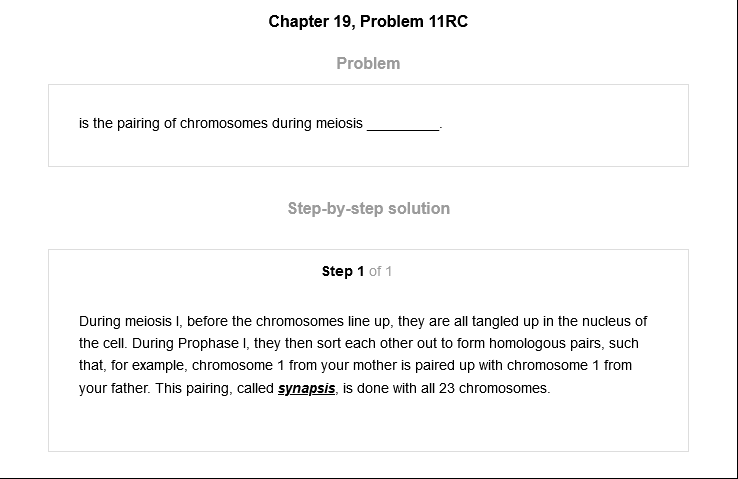 Chapter 19, Problem 11RC
Problem
is the pairing of chromosomes during meiosis _________.
Step-by-step solution
Step 1 of 1
During meiosis I, before the chromosomes line up, they are all tangled up in the nucleus of
the cell. During Prophase I, they then sort each other out to form homologous pairs, such
that, for example, chromosome 1 from your mother is paired up with chromosome 1 from
your father. This pairing, called synapsis, is done with all 23 chromosomes.